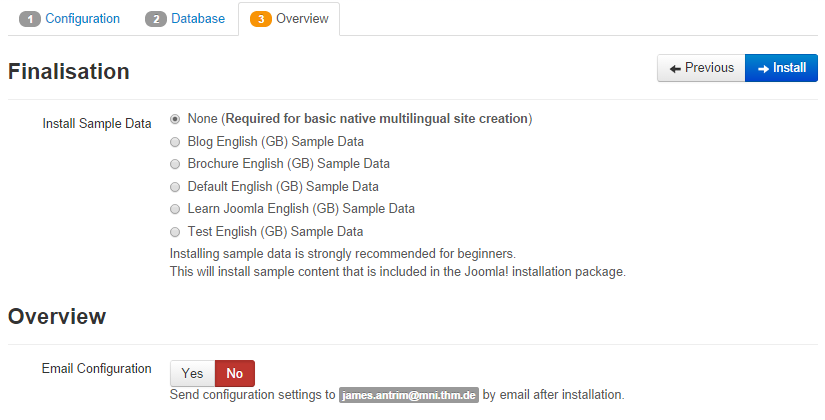 1 Configuration 2 Database 3 Overview
Finalisation
Previous Install
Install Sample Data
None (Required for basic native multilingual site creation)
Blog English (GB) Sample Data
Brochure English (GB) Sample Data
Default English (GB) Sample Data
Learn Joomla English (GB) Sample Data
Test English (GB) Sample Data
Installing sample data is strongly recommended for beginners.
This will install sample content that is included in the Joomla! installation package.
Overview
Email Configuration
Yes No
Send configuration settings to james.antrim@mni.thm.de by email after installation.